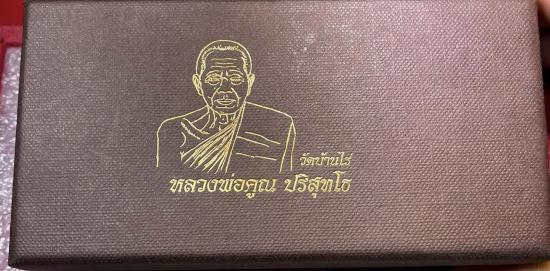 วัดบ้านไร่
หลวงพ่อคูณ ปริสุทโธ